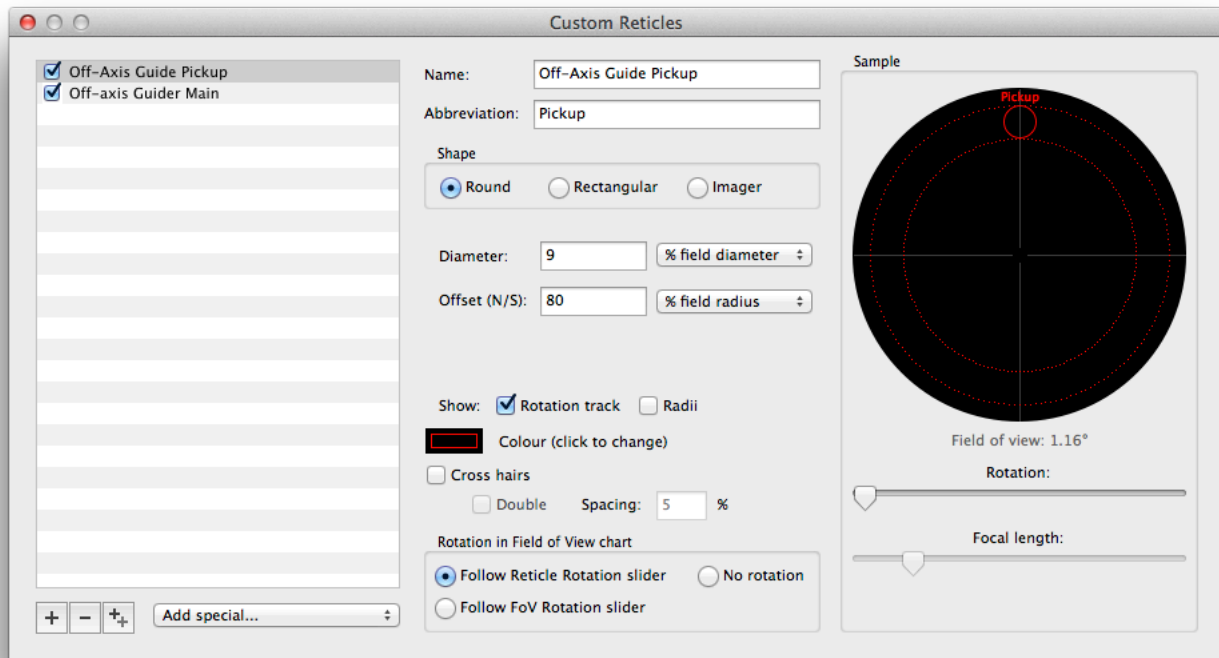 Custom Reticles
Off-Axis Guide Pickup
Off-axis Guider Main
+ - ++ Add special...
Name: Off-Axis Guide Pickup
Abbreviation: Pickup
Shape
Round Rectangular Imager
Diameter: 9 % field diameter
Offset (N/S): 80 % field radius
Show: Rotation track Radii
Colour (click to change)
Cross hairs
Double Spacing: 5 %
Rotation in Field of View chart
Follow Reticle Rotation slider No rotation
Follow FoV Rotation slider
Sample
Pickup
Field of view: 1.16°
Rotation:
Focal length: